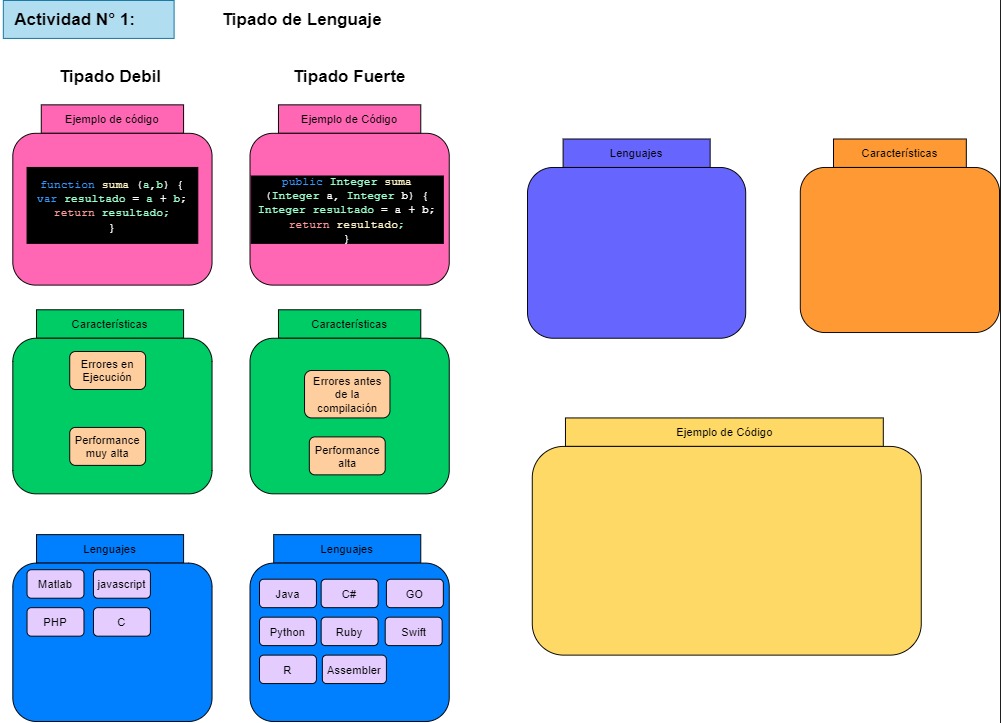 Actividad N° 1:
Tipado de Lenguaje
Tipado Debil
Tipado Fuerte
Ejemplo de código
function suma (a,b) {
var resultado = a + b;
return resultado;
}
Ejemplo de Código
public Integer suma
(Integer a, Integer b) {
Integer resultado = a + b;
return resultado;
}
Características
Errores en
Ejecución
Performance
muy alta
Características
Errores antes
de la
compilación
Performance
alta
Lenguajes
Matlab
javascript
PHP
C
Lenguajes
Java
C#
GO
Python
Ruby
Swift
R
Assembler
Lenguajes
Características
Ejemplo de Código